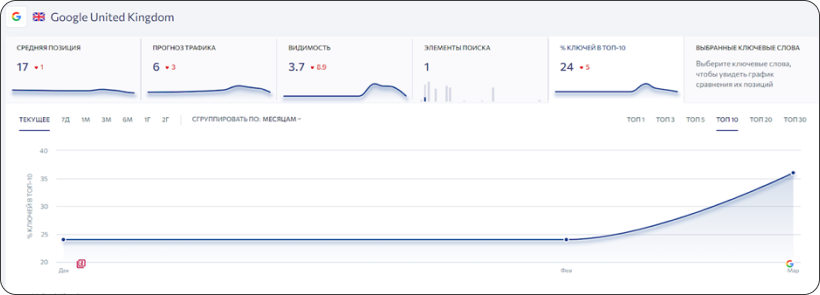 Google United Kingdom
СРЕДНЯЯ ПОЗИЦИЯ
17 ▼ 1
ПРОГНОЗ ТРАФИКА
6 ▼ 3
ВИДИМОСТЬ
3.7 ▼ 8.9
ЭЛЕМЕНТЫ ПОИСКА
1
% КЛЮЧЕЙ В ТОП-10
24 ▼ 5
ВЫБРАННЫЕ КЛЮЧЕВЫЕ СЛОВА
Выберите ключевые слова,
чтобы увидеть график
сравнения их позиций
ТЕКУЩЕЕ 7Д 1М 3М 6М 1Г 2Г СГРУППИРОВАТЬ ПО: МЕСЯЦАМ ТОП 1 ТОП 3 ТОП 5 ТОП 10 ТОП 20 ТОП 30
% КЛЮЧЕЙ В ТОП-10
40
35
30
25
20
Дек Фев Мар